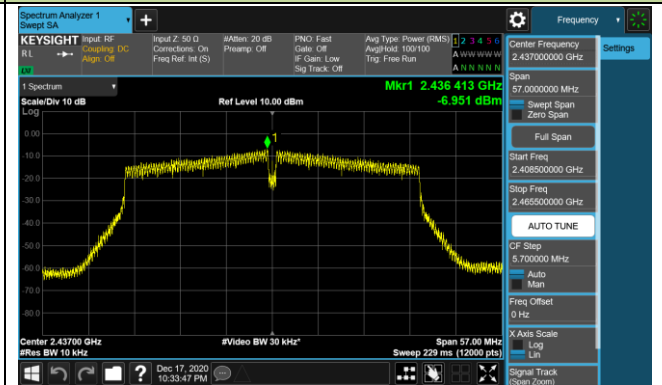 Spectrum Analyzer 1
Swept SA
Frequency
KEYSIGHT
RL
Input: RF
Coupling: DC
Align: Off
Input Z: 50 Ω
Corrections: On
Freq Ref: Int (S)
#Atten: 20 dB
Preamp: Off
PNO: Fast
Gate: Off
IF Gain: Low
Sig Track: Off
Avg Type: Power (RMS)
Avg|Hold: 100/100
Trig: Free Run
1 2 3 4 5 6
A W W W W W
A N N N N N
Settings
Center Frequency
2.437000000 GHz
Span
57.0000000 MHz
Swept Span
Zero Span
Full Span
Start Freq
2.408500000 GHz
Stop Freq
2.465500000 GHz
AUTO TUNE
CF Step
5.700000 MHz
Auto
Man
Freq Offset
0 Hz
X Axis Scale
Log
Lin
Signal Track
(Span Zoom)
1 Spectrum
Scale/Div 10 dB
Log
Ref Level 10.00 dBm
Mkr1 2.436 413 GHz
-6.951 dBm
1
0.00
-10.0
-20.0
-30.0
-40.0
-50.0
-60.0
-70.0
-80.0
Center 2.43700 GHz
#Res BW 10 kHz
#Video BW 30 kHz*
Span 57.00 MHz
Sweep 229 ms (12000 pts)
Dec 17, 2020
10:33:47 PM